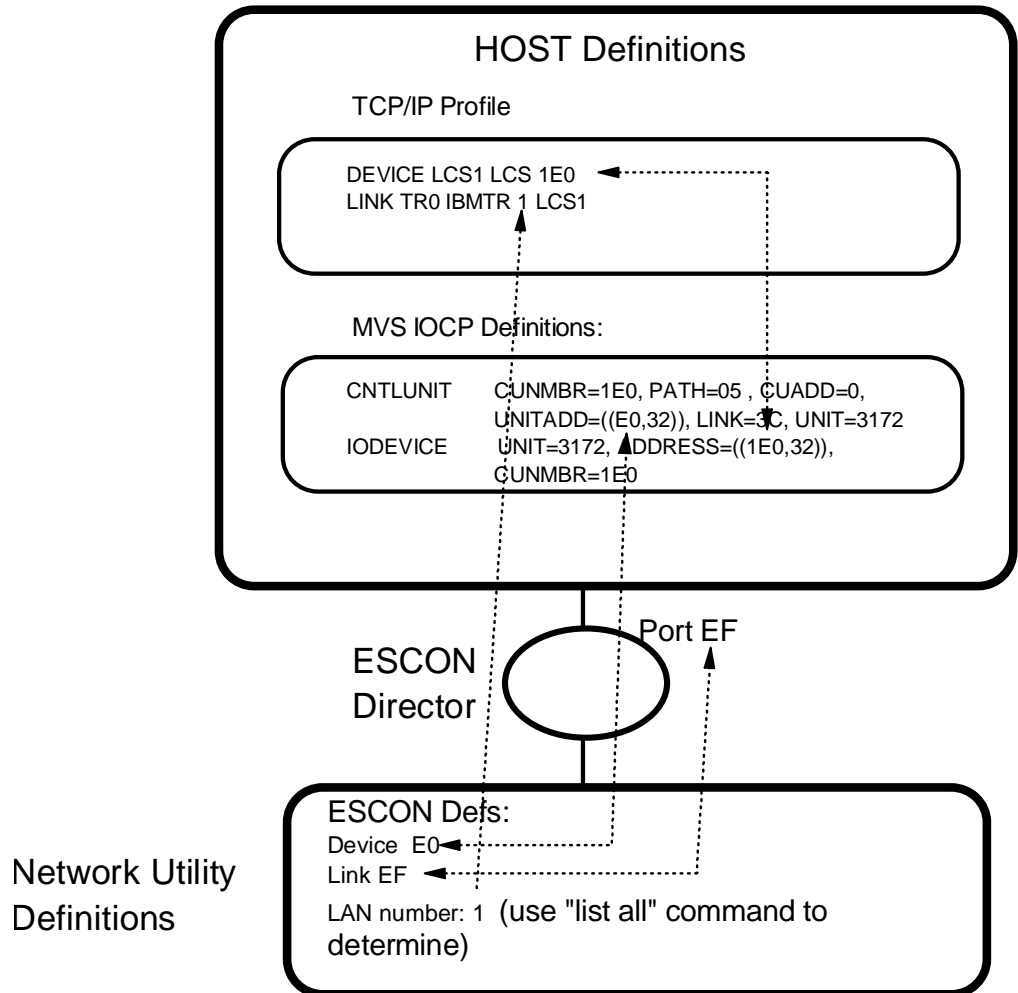 HOST Definitions
TCP/IP Profile
DEVICE LCS1 LCS 1E0
LINK TR0 IBMTR 1 LCS1
MVS IOCP Definitions:
CNTLUNIT CUNMBR=1E0, PATH=05 , CUADD=0,
UNITADD=((E0,32)), LINK=3C, UNIT=3172
IODEVICE UNIT=3172, ADDRESS=((1E0,32)),
CUNMBR=1E0
Port EF
ESCON
Director
ESCON Defs:
Device E0
Link EF
LAN number: 1 (use "list all" command to
determine)
Network Utility
Definitions